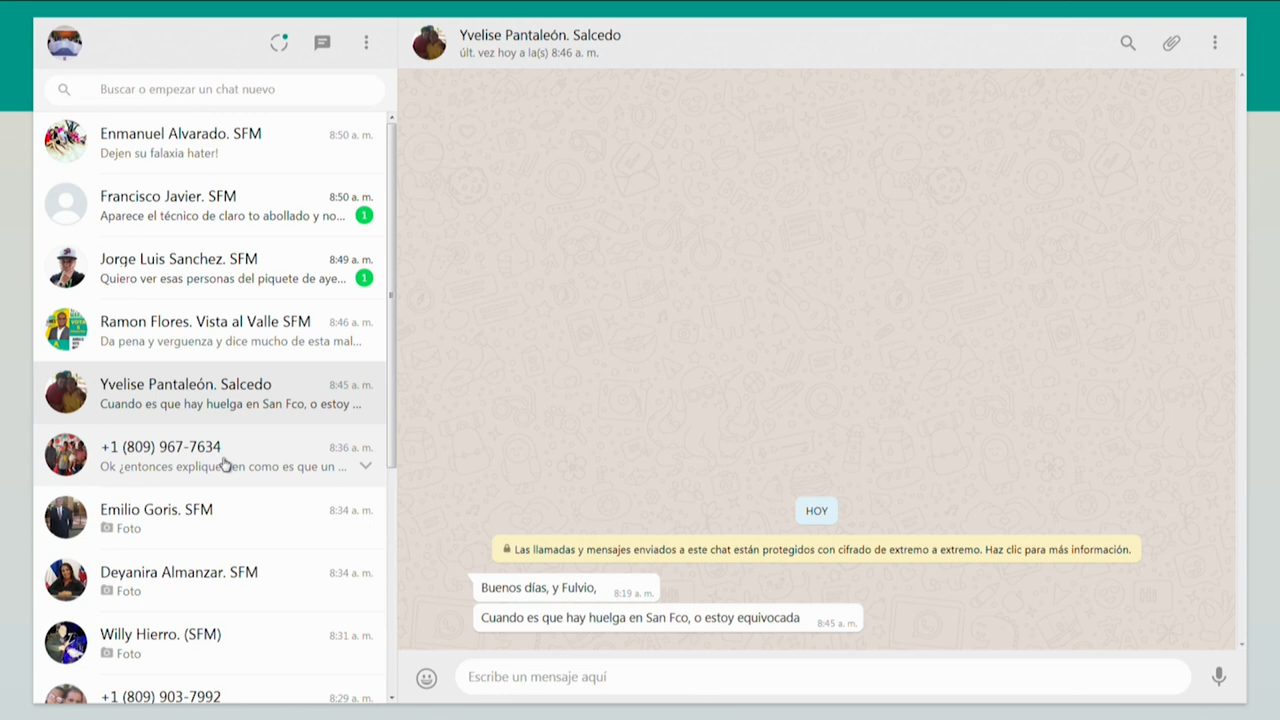 Buscar o empezar un chat nuevo
Enmanuel Alvarado. SFM
8:50 a. m.
Dejen su falaxia hater!
Francisco Javier. SFM
8:50 a. m.
Aparece el técnico de claro to abollado y no...
1
Jorge Luis Sanchez. SFM
8:49 a. m.
Quiero ver esas personas del piquete de aye...
1
Ramon Flores. Vista al Valle SFM
8:46 a. m.
Da pena y verguenza y dice mucho de esta mal...
Yvelise Pantaleón. Salcedo
8:45 a. m.
Cuando es que hay huelga en San Fco, o estoy ...
+1 (809) 967-7634
8:36 a. m.
Ok ¿entonces explique en como es que un ...
Emilio Goris. SFM
8:34 a. m.
Foto
Deyanira Almanzar. SFM
8:34 a. m.
Foto
Willy Hierro. (SFM)
8:31 a. m.
Foto
+1 (809) 903-7992
8:29 a. m.
Yvelise Pantaleón. Salcedo
últ. vez hoy a la(s) 8:46 a. m.
HOY
Las llamadas y mensajes enviados a este chat están protegidos con cifrado de extremo a extremo. Haz clic para más información.
Buenos días, y Fulvio,
8:19 a. m.
Cuando es que hay huelga en San Fco, o estoy equivocada
8:45 a. m.
Escribe un mensaje aquí